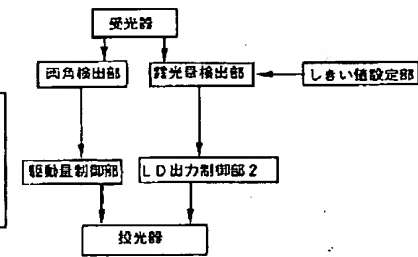 受光器
両角検出部
露光量検出部
しきい値設定部
駆動量制御部
LD出力制御部2
投光器